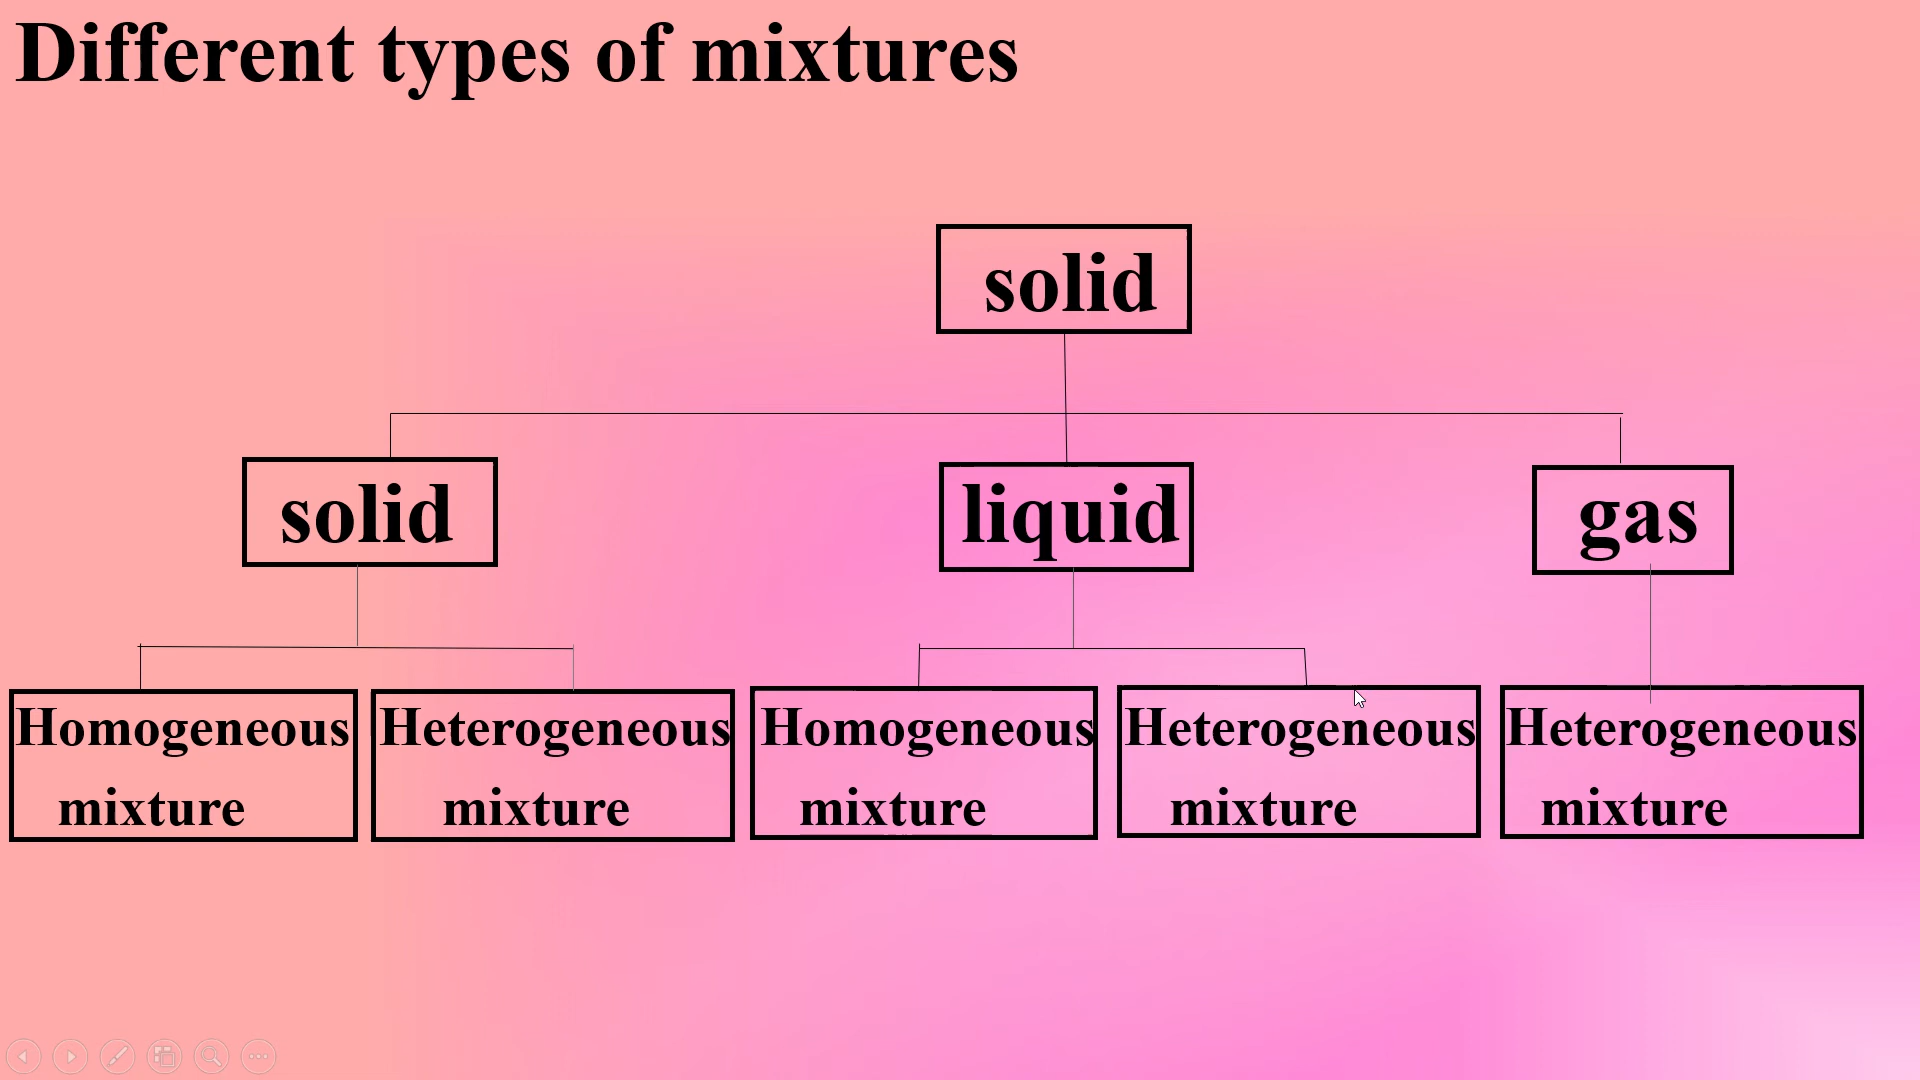 Different types of mixtures
solid
solid
liquid
gas
Homogeneous
mixture
Heterogeneous
mixture
Homogeneous
mixture
Heterogeneous
mixture
Heterogeneous
mixture